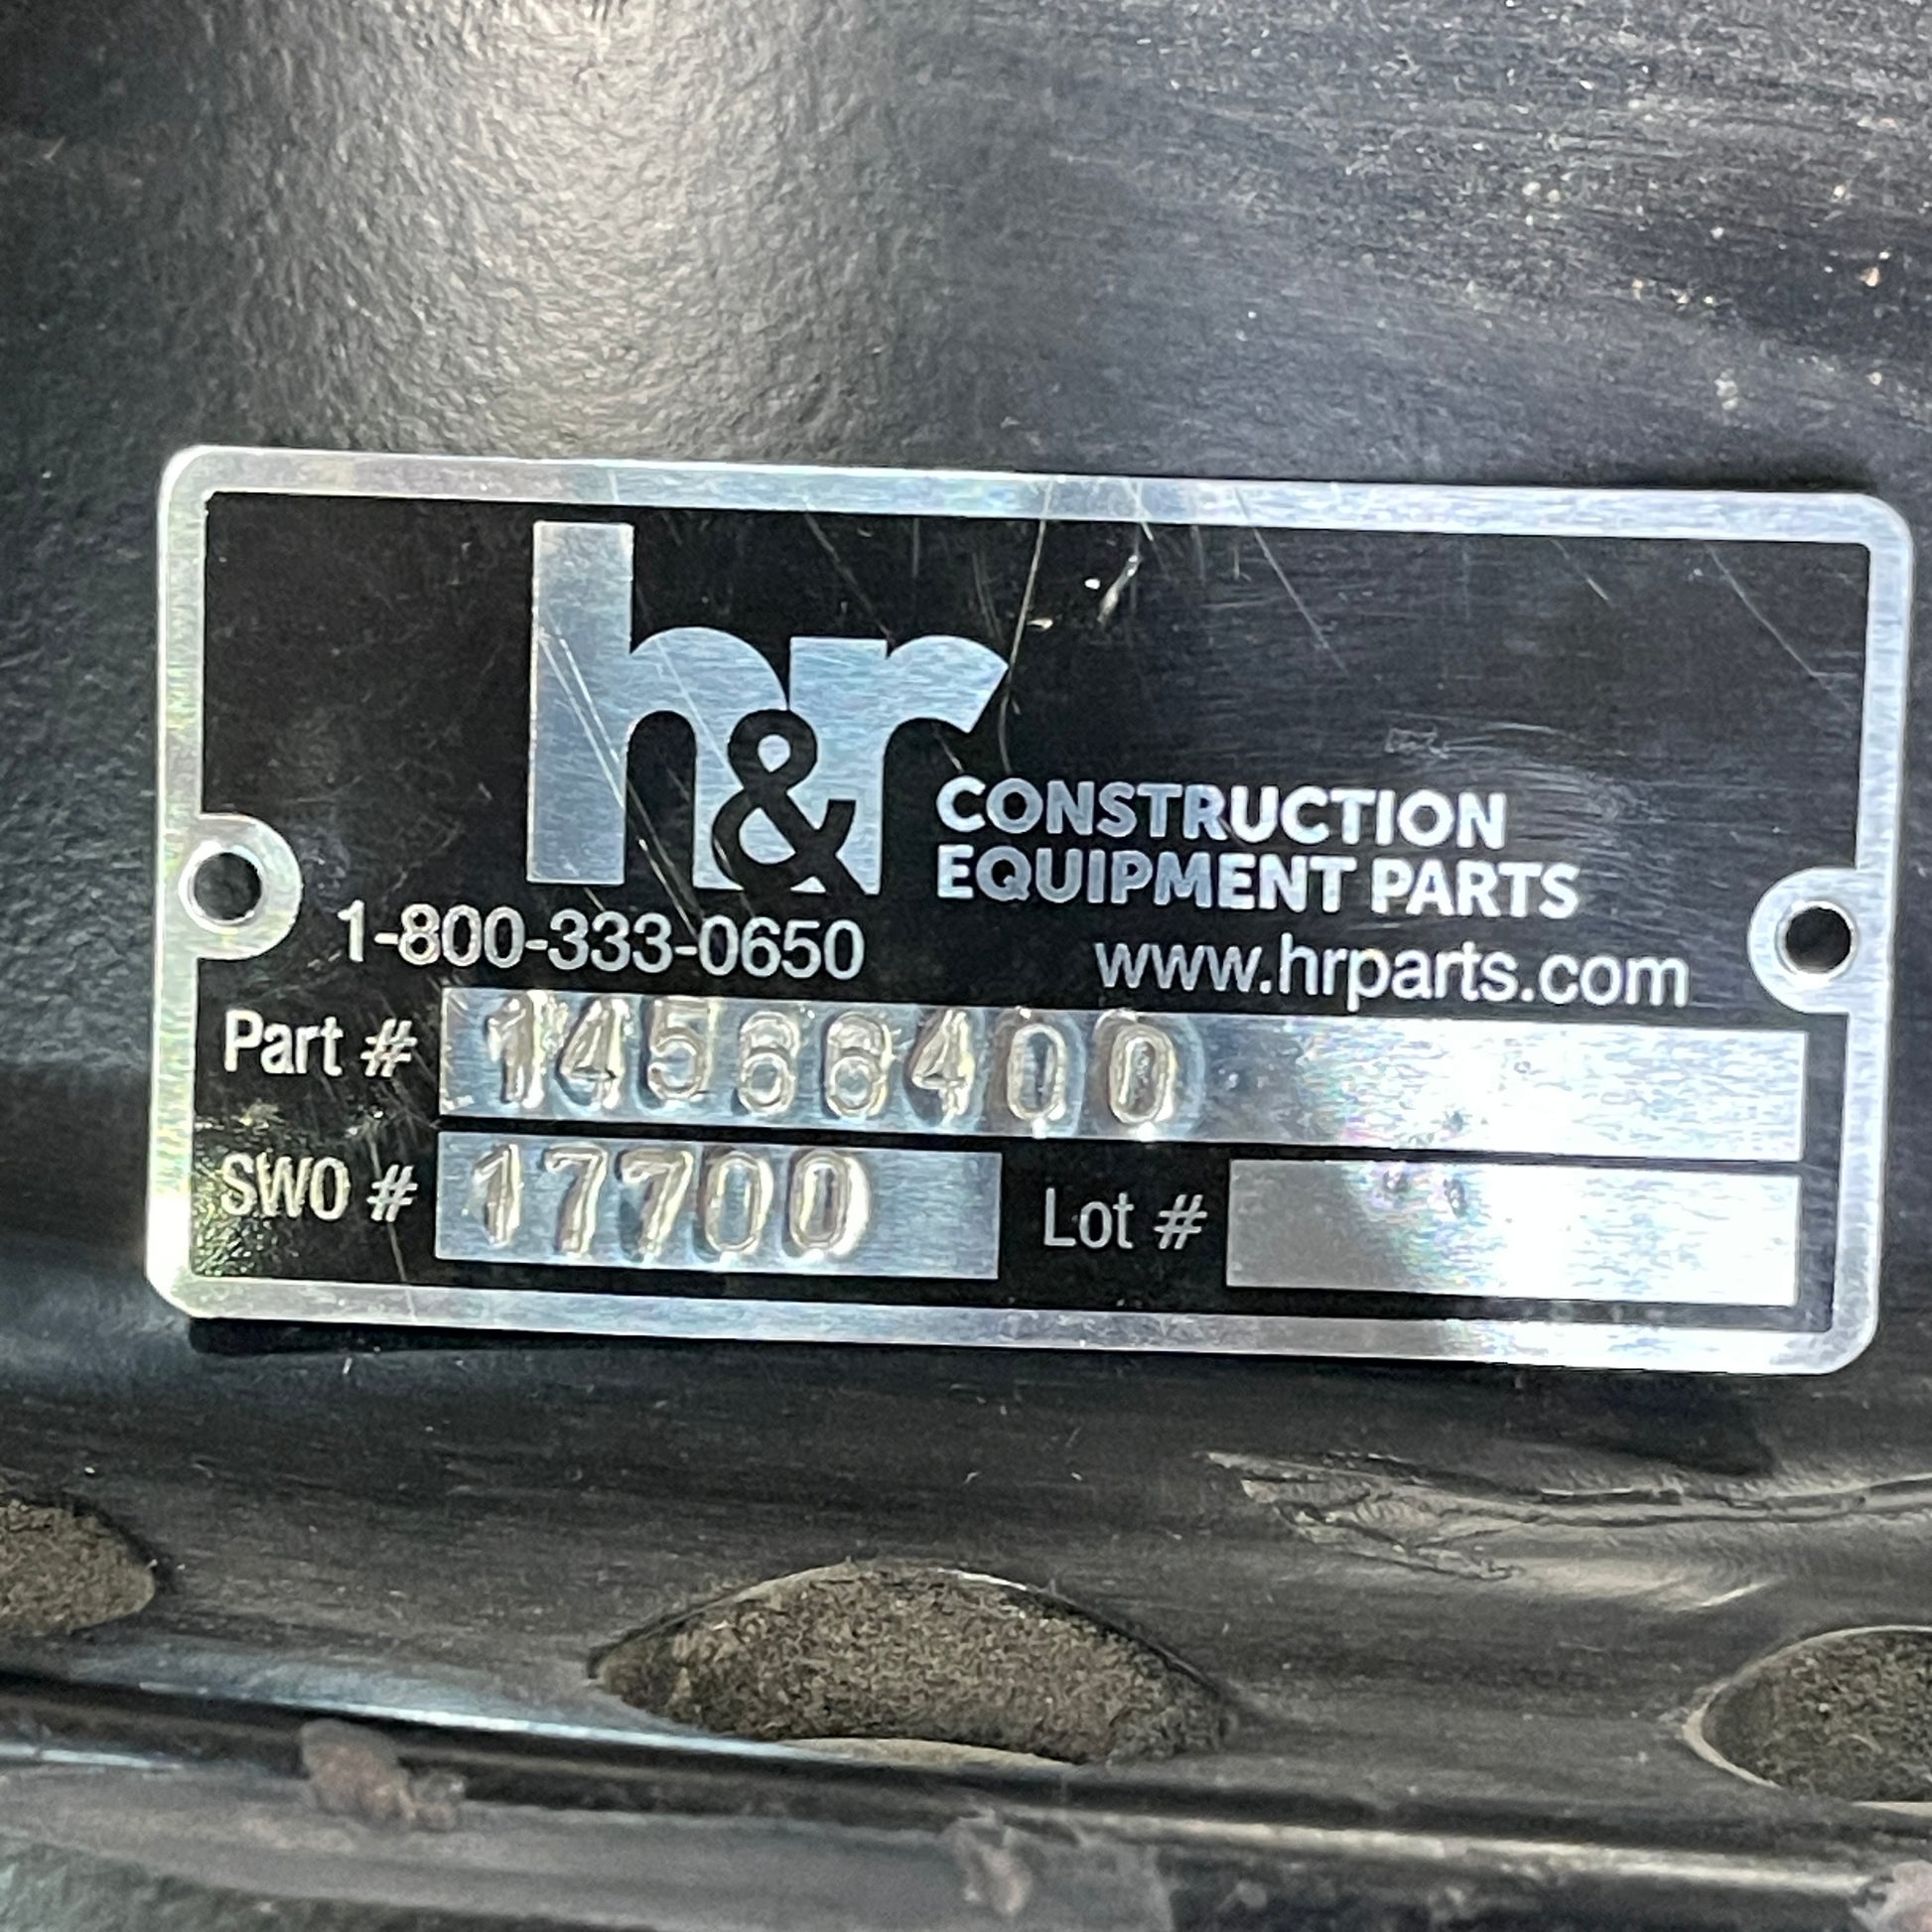 h&r
CONSTRUCTION
EQUIPMENT PARTS
1-800-333-0650 www.hrparts.com
Part # 14566400
SWO # 17700 Lot #